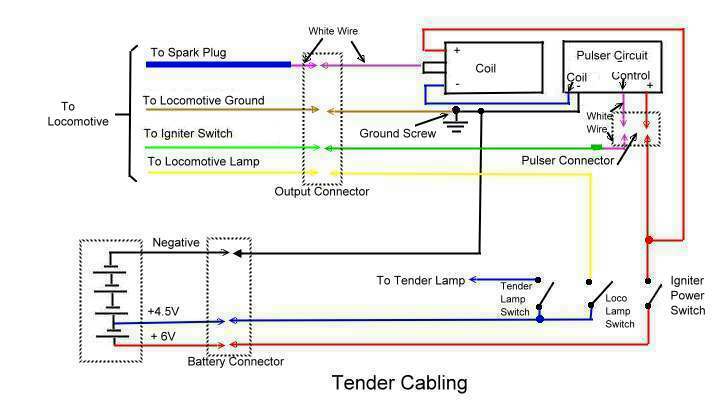 White Wire
To Spark Plug
+
Coil
-
Pulser Circuit
Coil
Control
-
+
To
Locomotive
To Locomotive Ground
White
Wire
Ground Screw
To Igniter Switch
Pulser Connector
To Locomotive Lamp
Output Connector
Negative
To Tender Lamp
Tender
Lamp
Switch
Loco
Lamp
Switch
Igniter
Power
Switch
+4.5V
+ 6V
Battery Connector
Tender Cabling